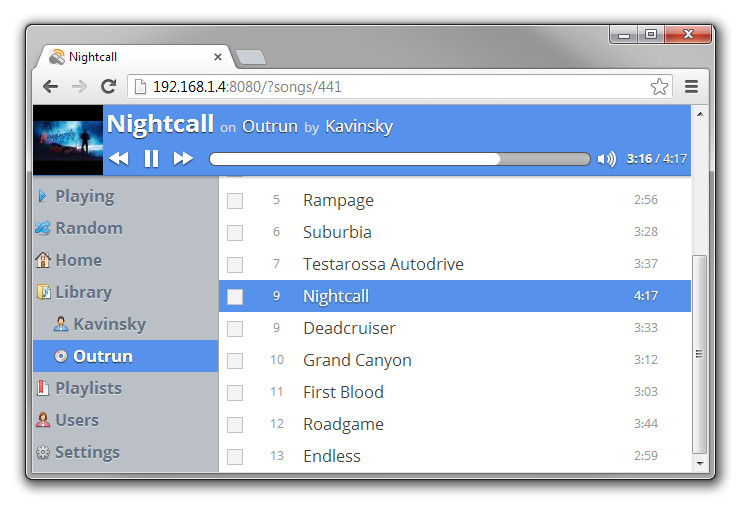 Nightcall
192.168.1.4:8080/?songs/441
Nightcall on Outrun by Kavinsky
3:16 / 4:17
Playing
Random
Home
Library
Kavinsky
Outrun
Playlists
Users
Settings
5 Rampage 2:56
6 Suburbia 3:28
7 Testarossa Autodrive 3:37
9 Nightcall 4:17
9 Deadcruiser 3:33
10 Grand Canyon 3:12
11 First Blood 3:03
12 Roadgame 3:44
13 Endless 2:59